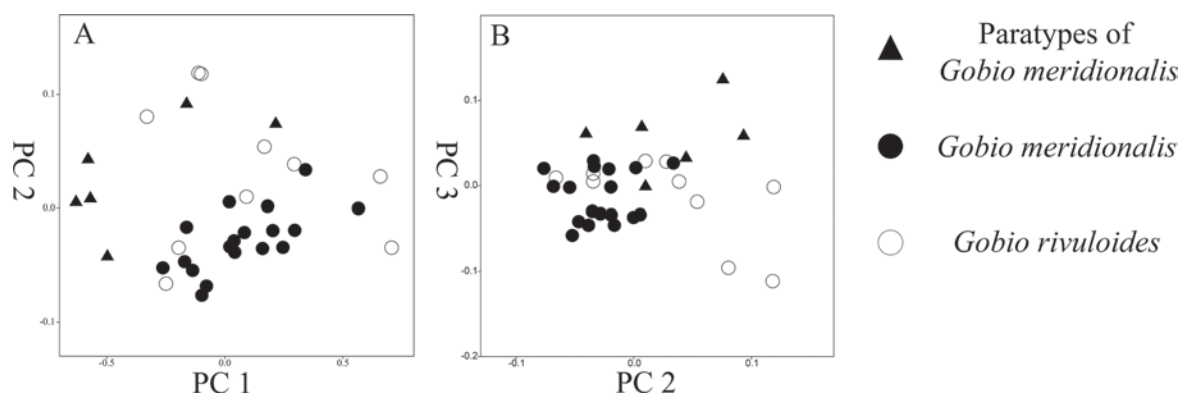 A
0.1
0.0
-0.1
PC 2
-0.5
0.0
0.5
PC 1
B
0.1
0.0
-0.1
-0.2
PC 3
-0.1
0.0
0.1
PC 2
Paratypes of
Gobio meridionalis
Gobio meridionalis
Gobio rivuloides